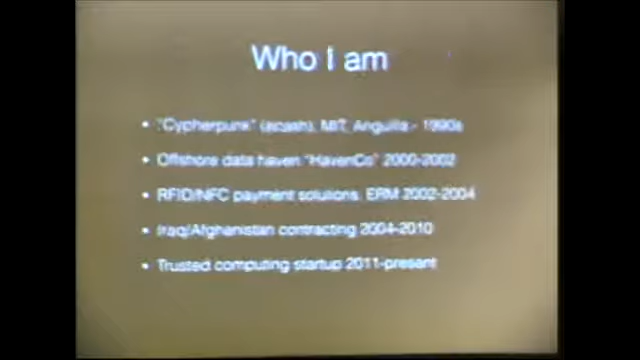 Who I am
• "Cypherpunk" (ecash), MIT, Anguilla - 1990s
• Offshore data haven "HavenCo" 2000-2002
• RFID/NFC payment solutions, ERM 2002-2004
• Iraq/Afghanistan contracting 2004-2010
• Trusted computing startup 2011-present